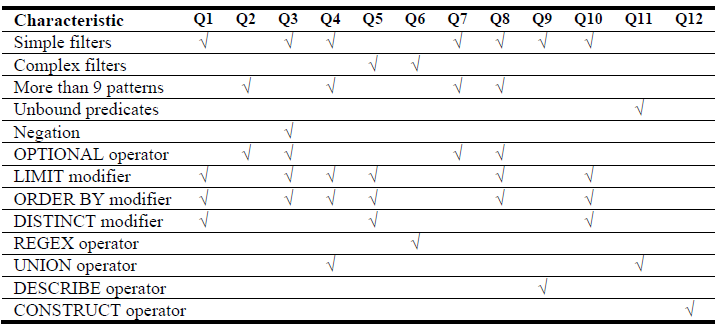 Characteristic Q1 Q2 Q3 Q4 Q5 Q6 Q7 Q8 Q9 Q10 Q11 Q12
Simple filters √ √ √ √ √ √ √
Complex filters √ √
More than 9 patterns √ √ √ √
Unbound predicates √
Negation √
OPTIONAL operator √ √ √ √
LIMIT modifier √ √ √ √ √ √
ORDER BY modifier √ √ √ √ √ √
DISTINCT modifier √ √ √
REGEX operator √
UNION operator √ √
DESCRIBE operator √
CONSTRUCT operator √